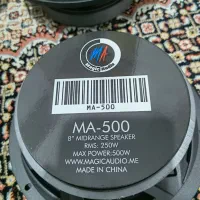 MA-500
MA-500
8" MIDRANGE SPEAKER
RMS: 250W
MAX POWER:500W
WWW.MAGICAUDIO.ME
MADE IN CHINA